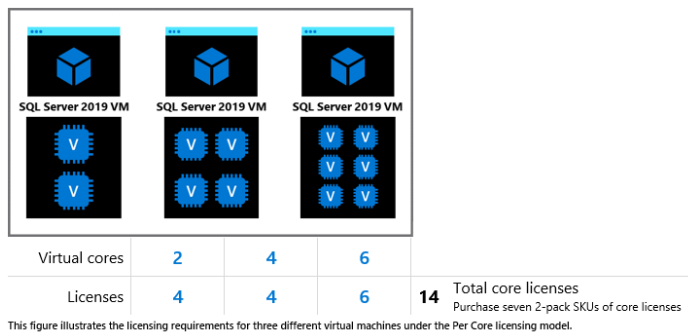 SQL Server 2019 VM SQL Server 2019 VM SQL Server 2019 VM
V V V V V
V V V V V
V V
Virtual cores 2 4 6
Licenses 4 4 6 14 Total core licenses
Purchase seven 2-pack SKUs of core licenses
This figure illustrates the licensing requirements for three different virtual machines under the Per Core licensing model.